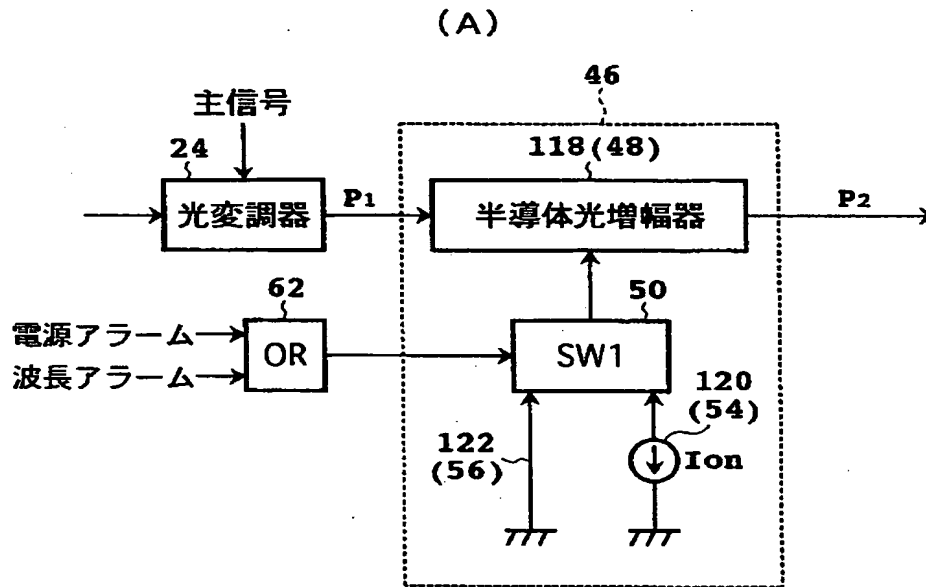 (A)
46
主信号
24
118(48)
光変調器
P1
半導体光増幅器
P2
62
50
電源アラーム
OR
SW1
波長アラーム
120
(54)
122
(56)
Ion